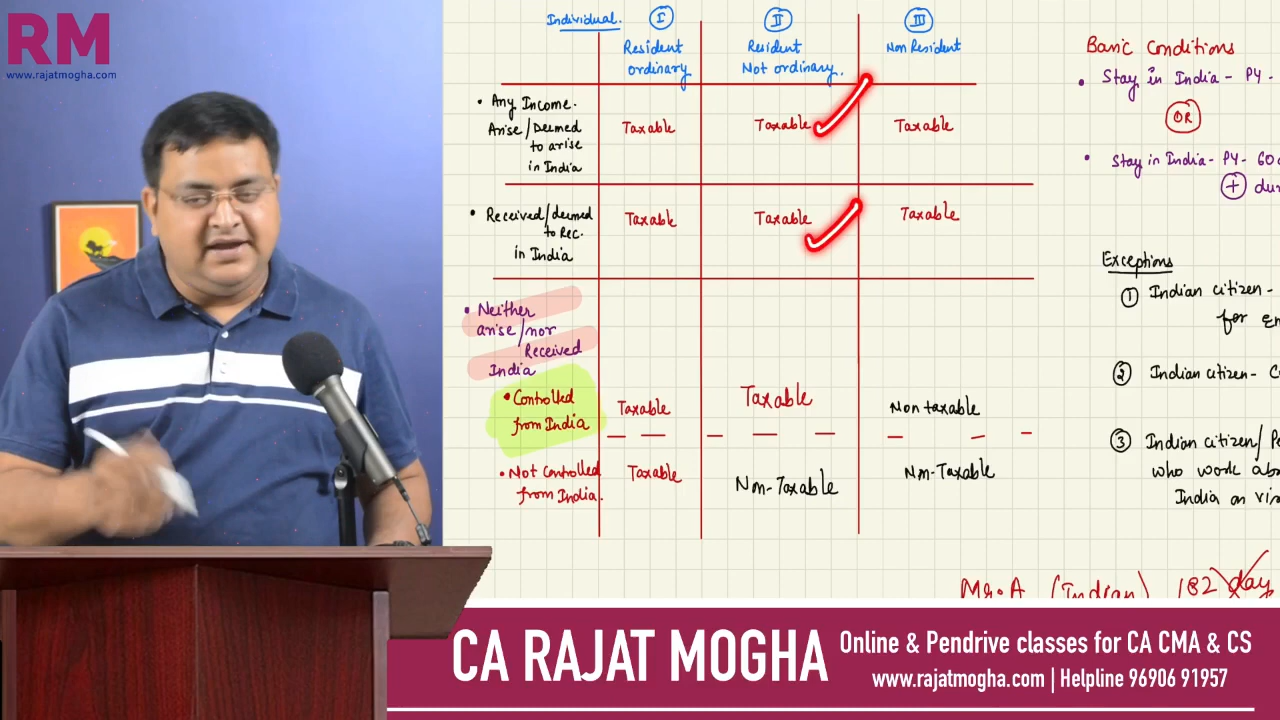 RM
www.rajatmogha.com
Individual.
I
Resident
ordinary
II
Resident
Not ordinary.
III
Non Resident
• Any Income.
Arise/Deemed
to arise
in India
Taxable
Taxable
Taxable
• Received/deemed
to Rec.
in India
Taxable
Taxable
Taxable
• Neither
arise/nor
Received
India
• Controlled
from India
Taxable
Taxable
Non taxable
• Not Controlled
from India.
Taxable
Non-Taxable
Non-Taxable
Basic Conditions
• Stay in India - PY -
OR
• Stay in India - PY - 60
+
Exceptions
1 Indian citizen -
for
2 Indian citizen -
3 Indian citizen/
who work
India on
Mr. A (Indian) 182 day
CA RAJAT MOGHA
Online & Pendrive classes for CA CMA & CS
www.rajatmogha.com | Helpline 96906 91957